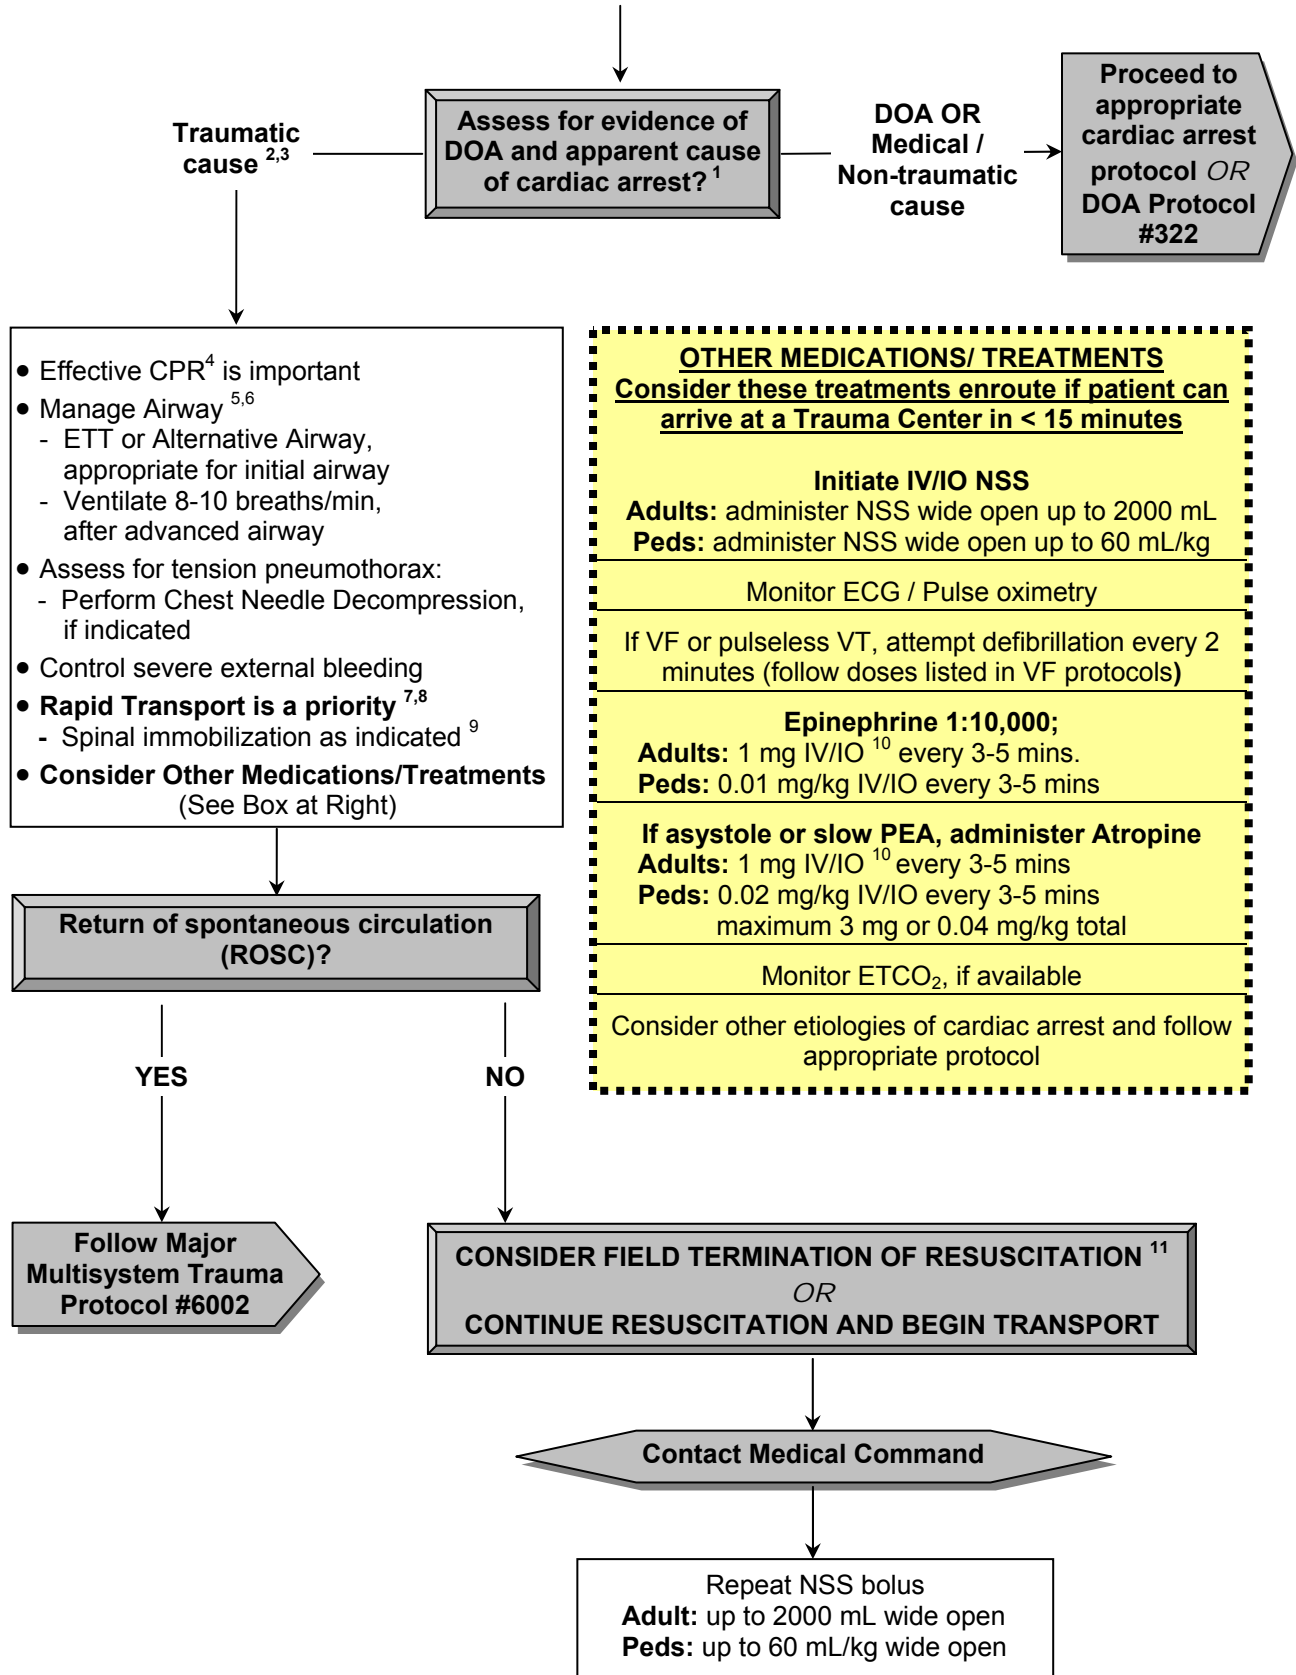 Assess for evidence of
DOA and apparent cause
of cardiac arrest? 1
Traumatic
cause 2,3
DOA OR
Medical /
Non-traumatic
cause
Proceed to
appropriate
cardiac arrest
protocol OR
DOA Protocol
#322
• Effective CPR4 is important
• Manage Airway 5,6
- ETT or Alternative Airway,
appropriate for initial airway
- Ventilate 8-10 breaths/min,
after advanced airway
• Assess for tension pneumothorax:
- Perform Chest Needle Decompression,
if indicated
• Control severe external bleeding
• Rapid Transport is a priority 7,8
- Spinal immobilization as indicated 9
• Consider Other Medications/Treatments
(See Box at Right)
OTHER MEDICATIONS/ TREATMENTS
Consider these treatments enroute if patient can
arrive at a Trauma Center in < 15 minutes
Initiate IV/IO NSS
Adults: administer NSS wide open up to 2000 mL
Peds: administer NSS wide open up to 60 mL/kg
Monitor ECG / Pulse oximetry
If VF or pulseless VT, attempt defibrillation every 2
minutes (follow doses listed in VF protocols)
Epinephrine 1:10,000;
Adults: 1 mg IV/IO 10 every 3-5 mins.
Peds: 0.01 mg/kg IV/IO every 3-5 mins
If asystole or slow PEA, administer Atropine
Adults: 1 mg IV/IO 10 every 3-5 mins
Peds: 0.02 mg/kg IV/IO every 3-5 mins
maximum 3 mg or 0.04 mg/kg total
Monitor ETCO2, if available
Consider other etiologies of cardiac arrest and follow
appropriate protocol
Return of spontaneous circulation
(ROSC)?
YES
NO
Follow Major
Multisystem Trauma
Protocol #6002
CONSIDER FIELD TERMINATION OF RESUSCITATION 11
OR
CONTINUE RESUSCITATION AND BEGIN TRANSPORT
Contact Medical Command
Repeat NSS bolus
Adult: up to 2000 mL wide open
Peds: up to 60 mL/kg wide open